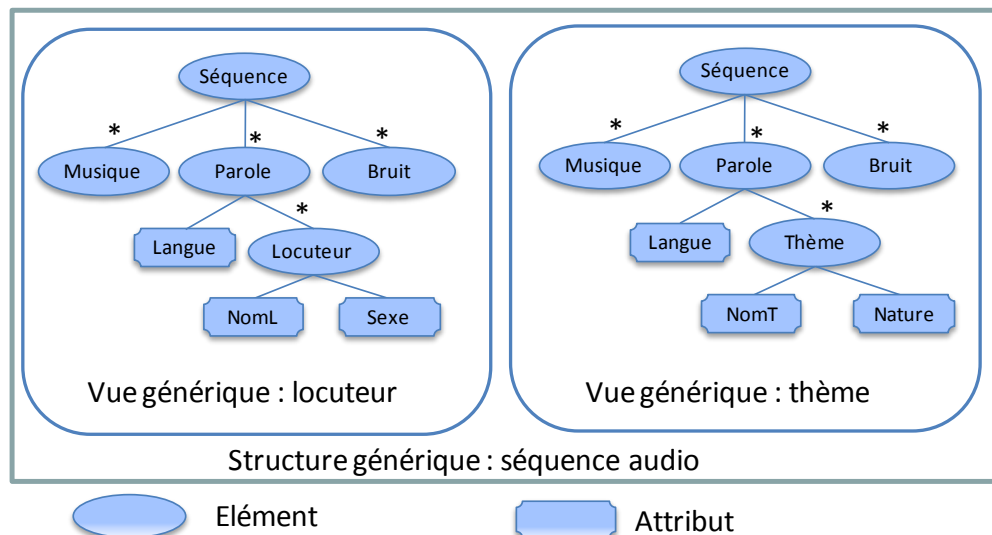 Séquence
*
*
*
Musique
Parole
Bruit
*
Langue
Locuteur
NomL
Sexe
Vue générique : locuteur
Séquence
*
*
*
Musique
Parole
Bruit
*
Langue
Thème
NomT
Nature
Vue générique : thème
Structure générique : séquence audio
Elément
Attribut